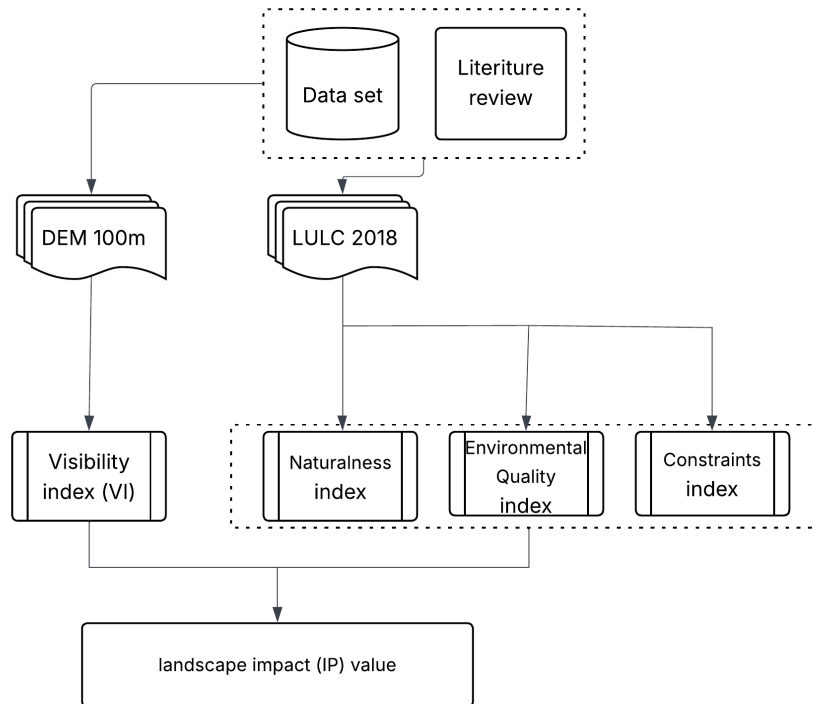 Data set
Literiture
review
DEM 100m
LULC 2018
Visibility
index (VI)
Naturalness
index
Environmental
Quality
index
Constraints
index
landscape impact (IP) value